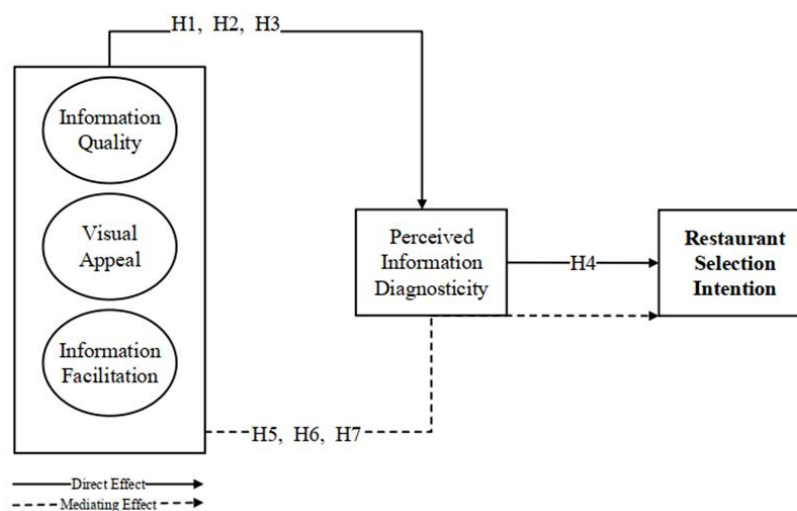 H1, H2, H3
Information
Quality
Visual
Appeal
Information
Facilitation
Perceived
Information
Diagnosticity
H4
Restaurant
Selection
Intention
H5, H6, H7
Direct Effect
Mediating Effect